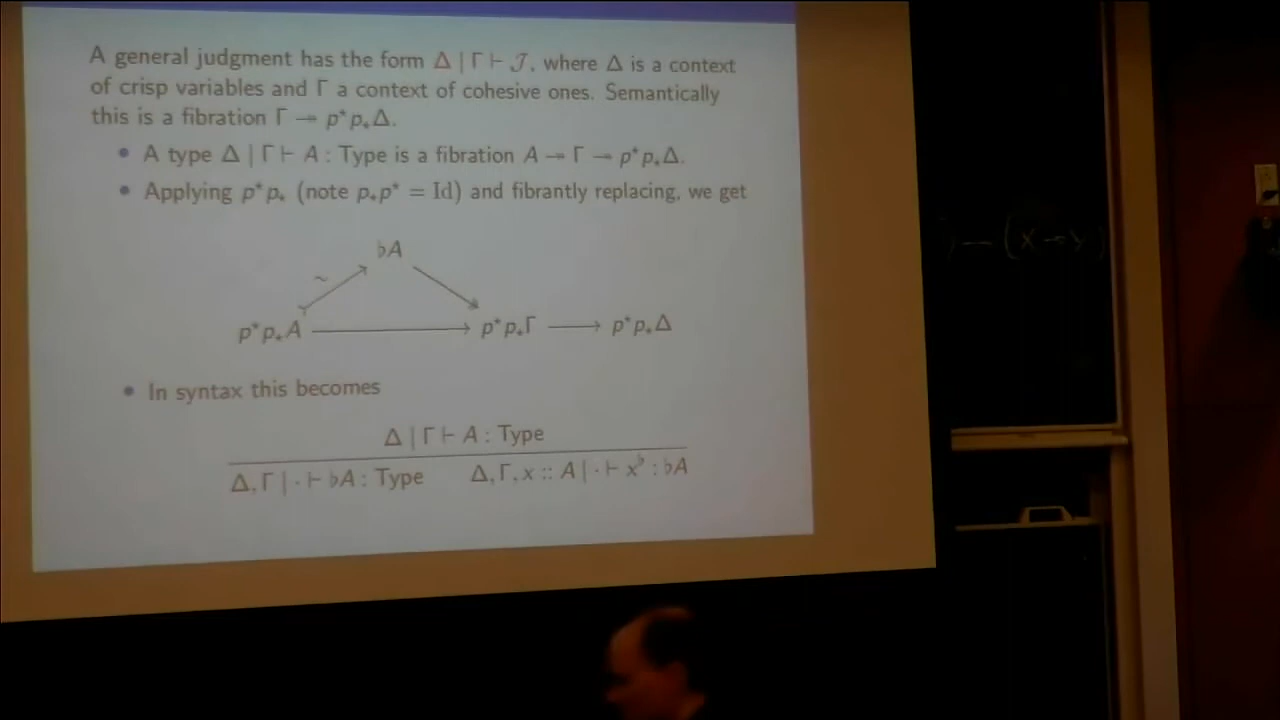 A general judgment has the form Δ | Γ ⊢ 𝒥, where Δ is a context
of crisp variables and Γ a context of cohesive ones. Semantically
this is a fibration Γ ↠ p*p₊Δ.
• A type Δ | Γ ⊢ A : Type is a fibration A ↠ Γ ↠ p*p₊Δ.
• Applying p*p₊ (note p₊p* = Id) and fibrantly replacing, we get
♭A
~
p*p₊A ⟶ p*p₊Γ ⟶ p*p₊Δ
• In syntax this becomes
Δ | Γ ⊢ A : Type
Δ, Γ | · ⊢ ♭A : Type Δ, Γ, x :: A | · ⊢ x♭ : ♭A